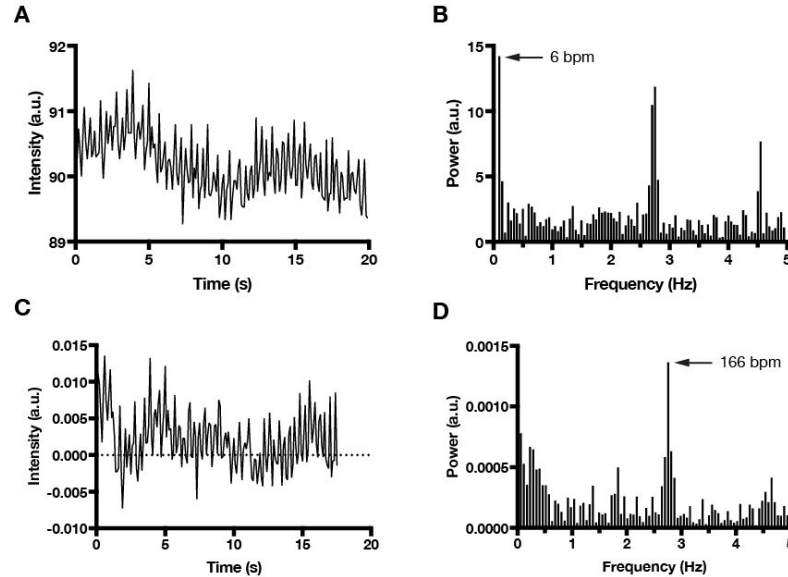 A
92
91
90
89
Intensity (a.u.)
0
5
10
15
20
Time (s)
B
15
10
5
0
Power (a.u.)
6 bpm
0
1
2
3
4
5
Frequency (Hz)
C
0.015
0.010
0.005
0.000
-0.005
-0.010
Intensity (a.u.)
0
5
10
15
20
Time (s)
D
0.0015
0.0010
0.0005
0.0000
Power (a.u.)
166 bpm
0
1
2
3
4
5
Frequency (Hz)